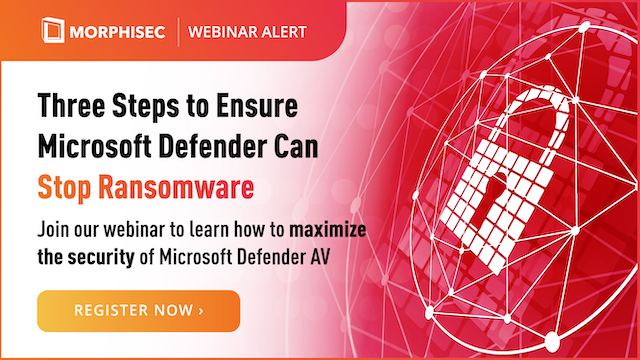 MORPHISEC | WEBINAR ALERT
Three Steps to Ensure
Microsoft Defender Can
Stop Ransomware
Join our webinar to learn how to maximize
the security of Microsoft Defender AV
REGISTER NOW ›